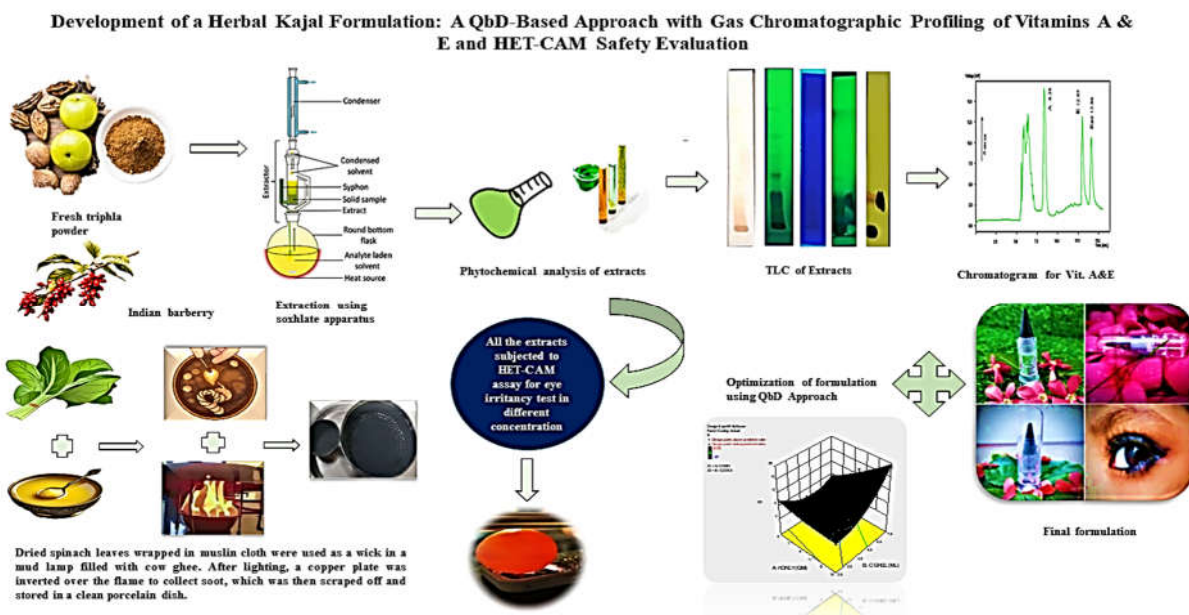 Development of a Herbal Kajal Formulation: A QbD-Based Approach with Gas Chromatographic Profiling of Vitamins A &
E and HET-CAM Safety Evaluation
Fresh triphla
powder
Indian barberry
Condenser
Extractor
Condensed
solvent
Syphon
Solid sample
Extract
Round bottom
flask
Analyte laden
solvent
Heat source
Extraction using
soxhlate apparatus
Phytochemical analysis of extracts
TLC of Extracts
Chromatogram for Vit. A&E
All the extracts
subjected to
HET-CAM
assay for eye
irritancy test in
different
concentration
Optimization of formulation
using QbD Approach
Final formulation
Dried spinach leaves wrapped in muslin cloth were used as a wick in a
mud lamp filled with cow ghee. After lighting, a copper plate was
inverted over the flame to collect soot, which was then scraped off and
stored in a clean porcelain dish.